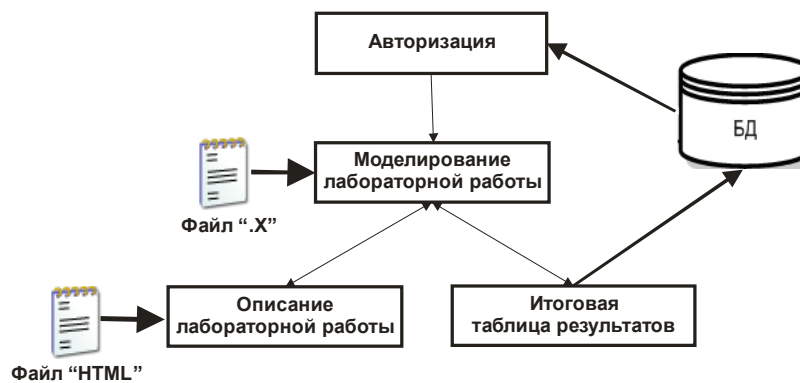 Авторизация
БД
Моделирование
лабораторной работы
Файл “.X”
Описание
лабораторной работы
Итоговая
таблица результатов
Файл “HTML”